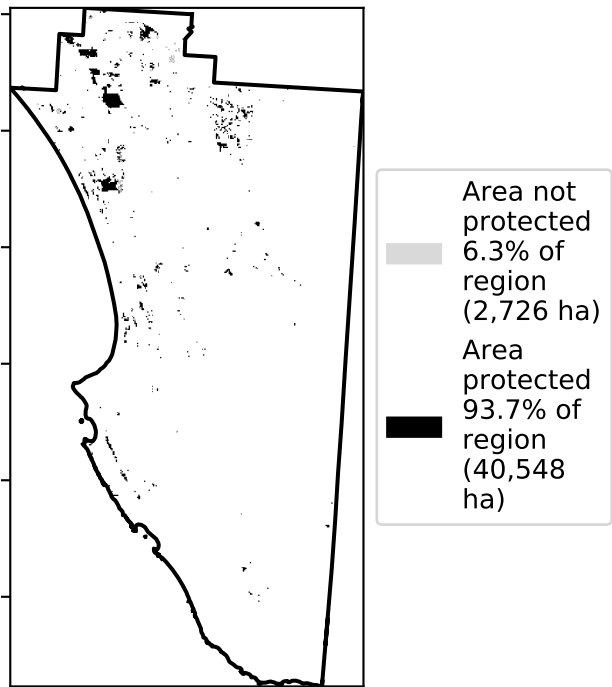 Area not
protected
6.3% of
region
(2,726 ha)
Area
protected
93.7% of
region
(40,548
ha)